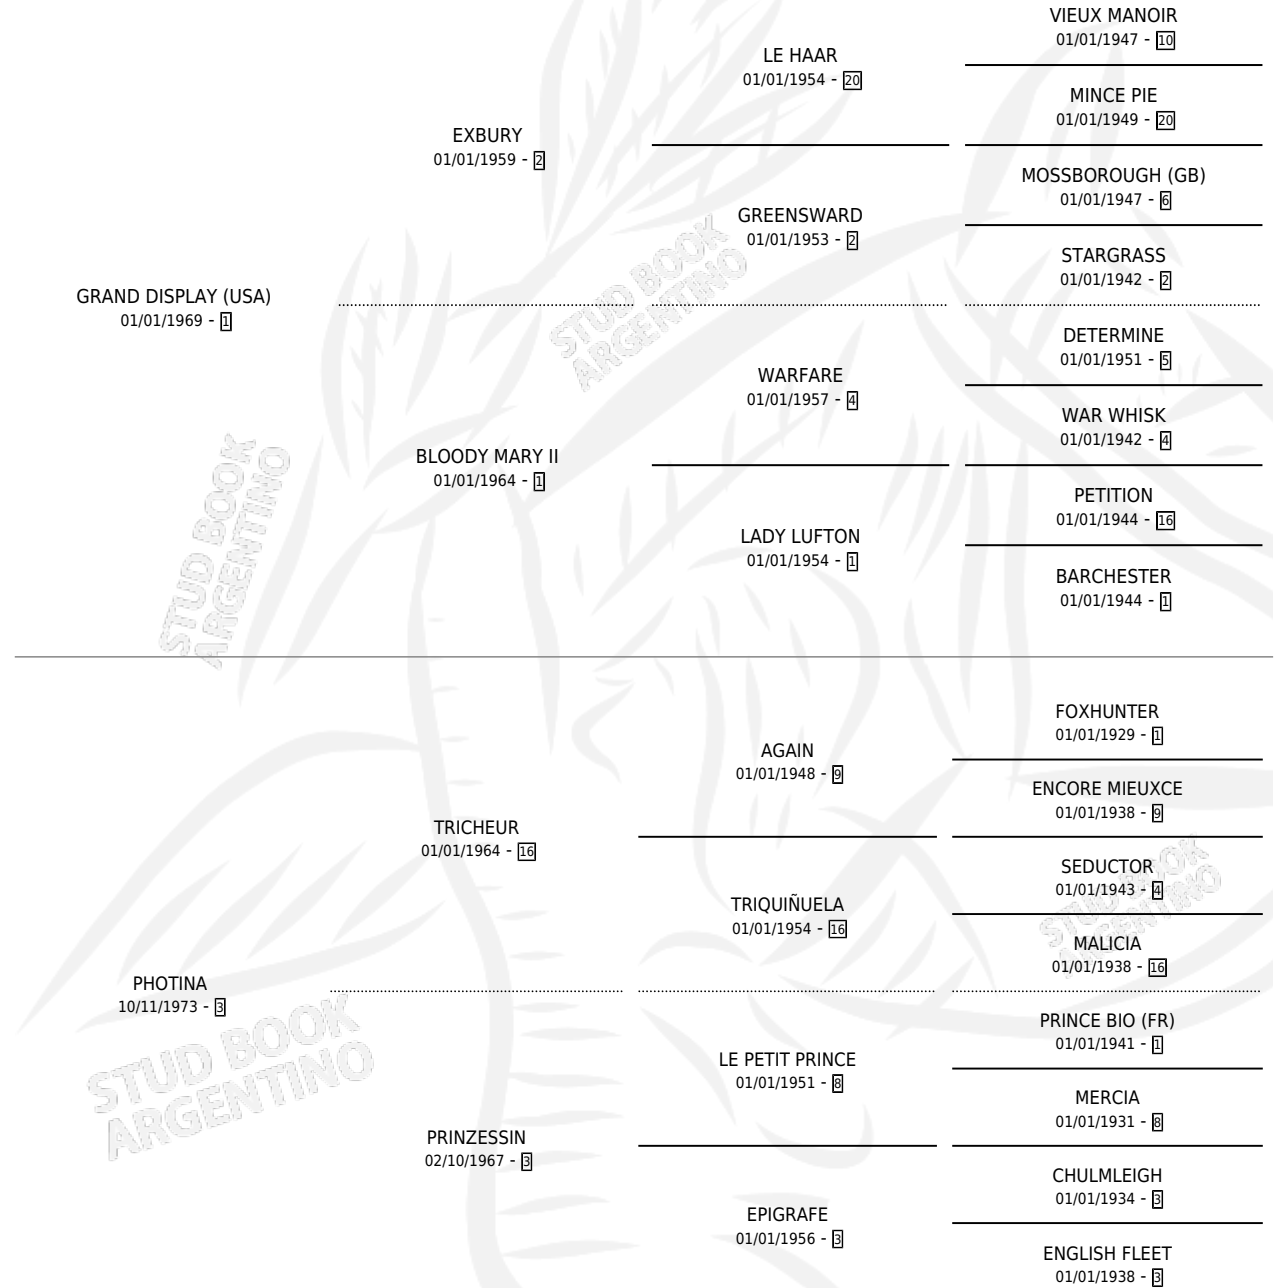 VIEUX MANOIR
01/01/1947 - 10
LE HAAR
01/01/1954 - 20
MINCE PIE
01/01/1949 - 20
EXBURY
01/01/1959 - 2
MOSSBOROUGH (GB)
01/01/1947 - 6
GREENSWARD
01/01/1953 - 2
STARGRASS
01/01/1942 - 2
GRAND DISPLAY (USA)
01/01/1969 - 1
DETERMINE
01/01/1951 - 5
WARFARE
01/01/1957 - 4
WAR WHISK
01/01/1942 - 4
BLOODY MARY II
01/01/1964 - 1
PETITION
01/01/1944 - 16
LADY LUFTON
01/01/1954 - 1
BARCHESTER
01/01/1944 - 1
FOXHUNTER
01/01/1929 - 1
AGAIN
01/01/1948 - 9
ENCORE MIEUXCE
01/01/1938 - 9
TRICHEUR
01/01/1964 - 16
SEDUCTOR
01/01/1943 - 4
TRIQUIÑUELA
01/01/1954 - 16
MALICIA
01/01/1938 - 16
PHOTINA
10/11/1973 - 3
PRINCE BIO (FR)
01/01/1941 - 1
LE PETIT PRINCE
01/01/1951 - 8
MERCIA
01/01/1931 - 8
PRINZESSIN
02/10/1967 - 3
CHULMLEIGH
01/01/1934 - 3
EPIGRAFE
01/01/1956 - 3
ENGLISH FLEET
01/01/1938 - 3
STUD BOOK
ARGENTINO
STUD BOOK
ARGENTINO
STUD BOOK
ARGENTINO
STUD BOOK
ARGENTINO